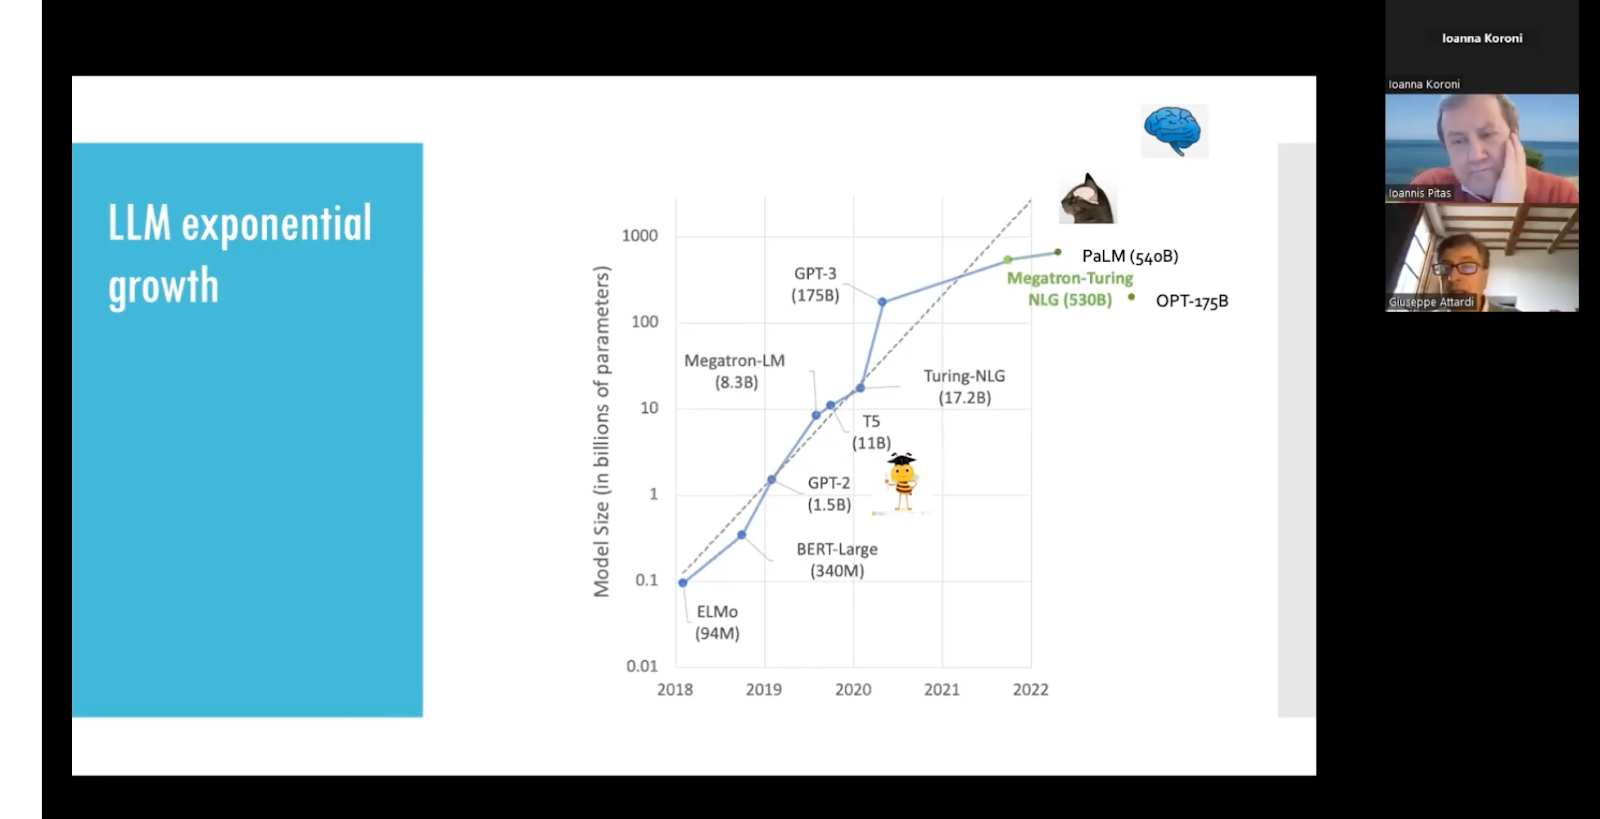 LLM exponential
growth
Model Size (in billions of parameters)
1000
100
10
1
0.1
0.01
2018
2019
2020
2021
2022
ELMo
(94M)
BERT-Large
(340M)
GPT-2
(1.5B)
Megatron-LM
(8.3B)
T5
(11B)
Turing-NLG
(17.2B)
GPT-3
(175B)
Megatron-Turing
NLG (530B)
PaLM (540B)
OPT-175B
Ioanna Koroni
Ioanna Koroni
Ioannis Pitas
Giuseppe Attardi